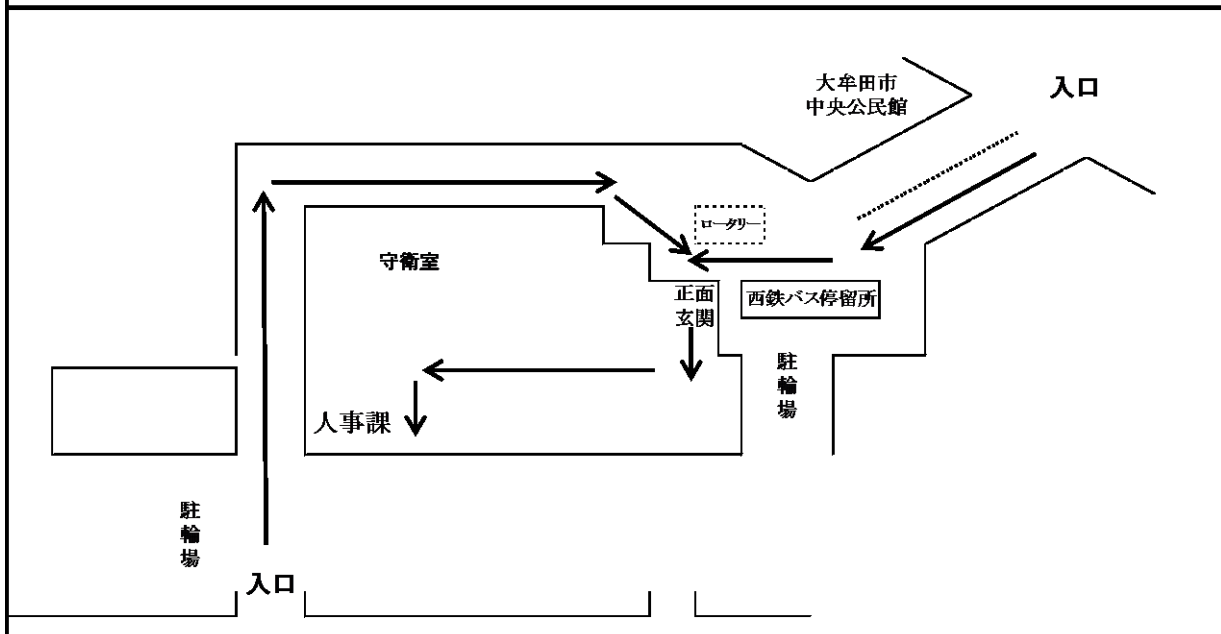 大牟田市
中央公民館
入口
ロータリー
守衛室
正面
玄関
西鉄バス停留所
駐輪場
人事課
駐輪場
入口